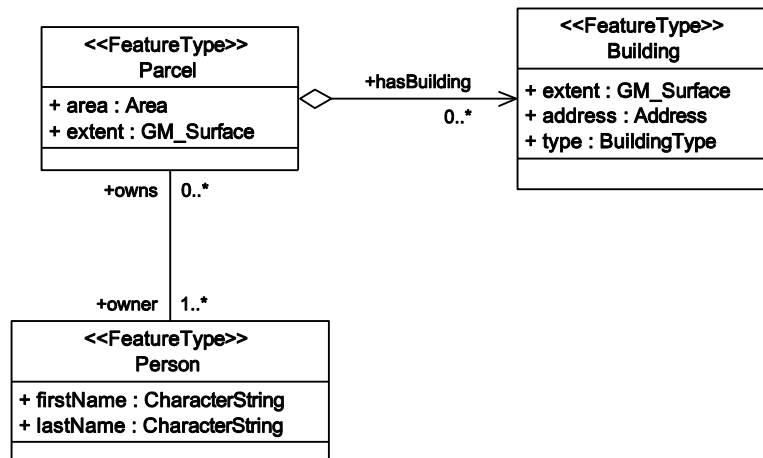 <<FeatureType>>
Parcel
+ area : Area
+ extent : GM_Surface
+hasBuilding
0..*
<<FeatureType>>
Building
+ extent : GM_Surface
+ address : Address
+ type : BuildingType
+owns 0..*
+owner 1..*
<<FeatureType>>
Person
+ firstName : CharacterString
+ lastName : CharacterString